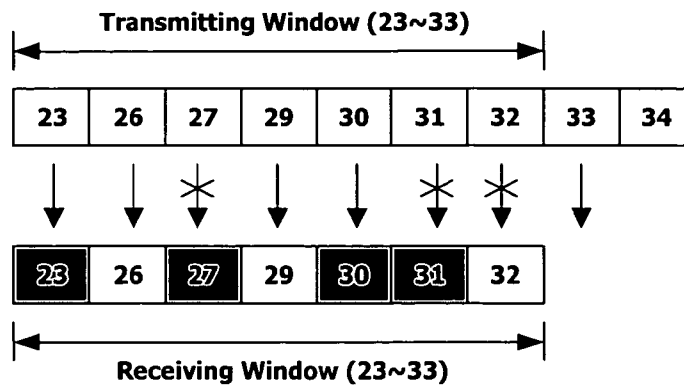 Transmitting Window (23~33)
23 26 27 29 30 31 32 33 34
23 26 27 29 30 31 32
Receiving Window (23~33)